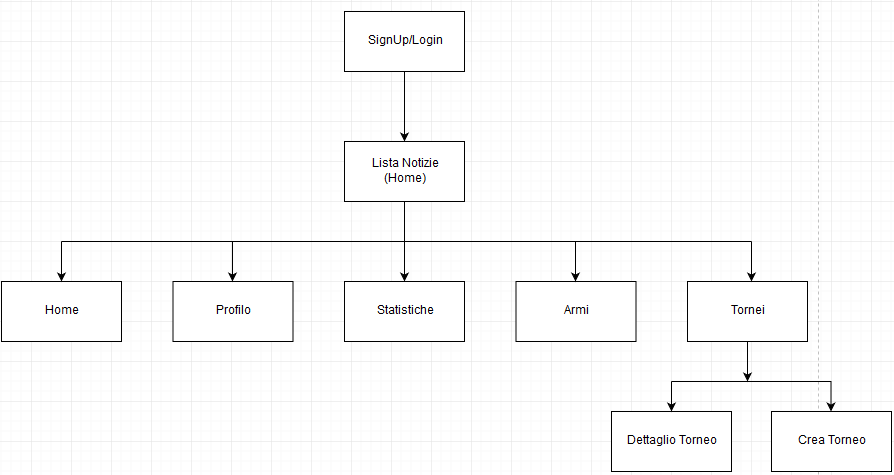 SignUp/Login
Lista Notizie
(Home)
Home
Profilo
Statistiche
Armi
Tornei
Dettaglio Torneo
Crea Torneo